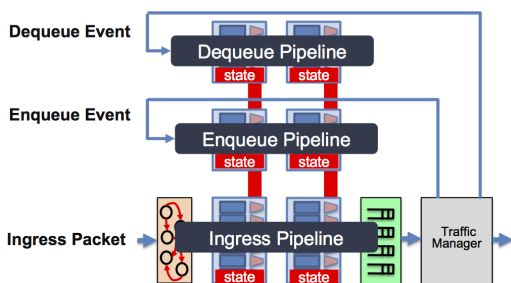 Dequeue Event
Dequeue Pipeline
state state
Enqueue Event
Enqueue Pipeline
state state
Ingress Packet
Ingress Pipeline
Traffic
Manager
state state